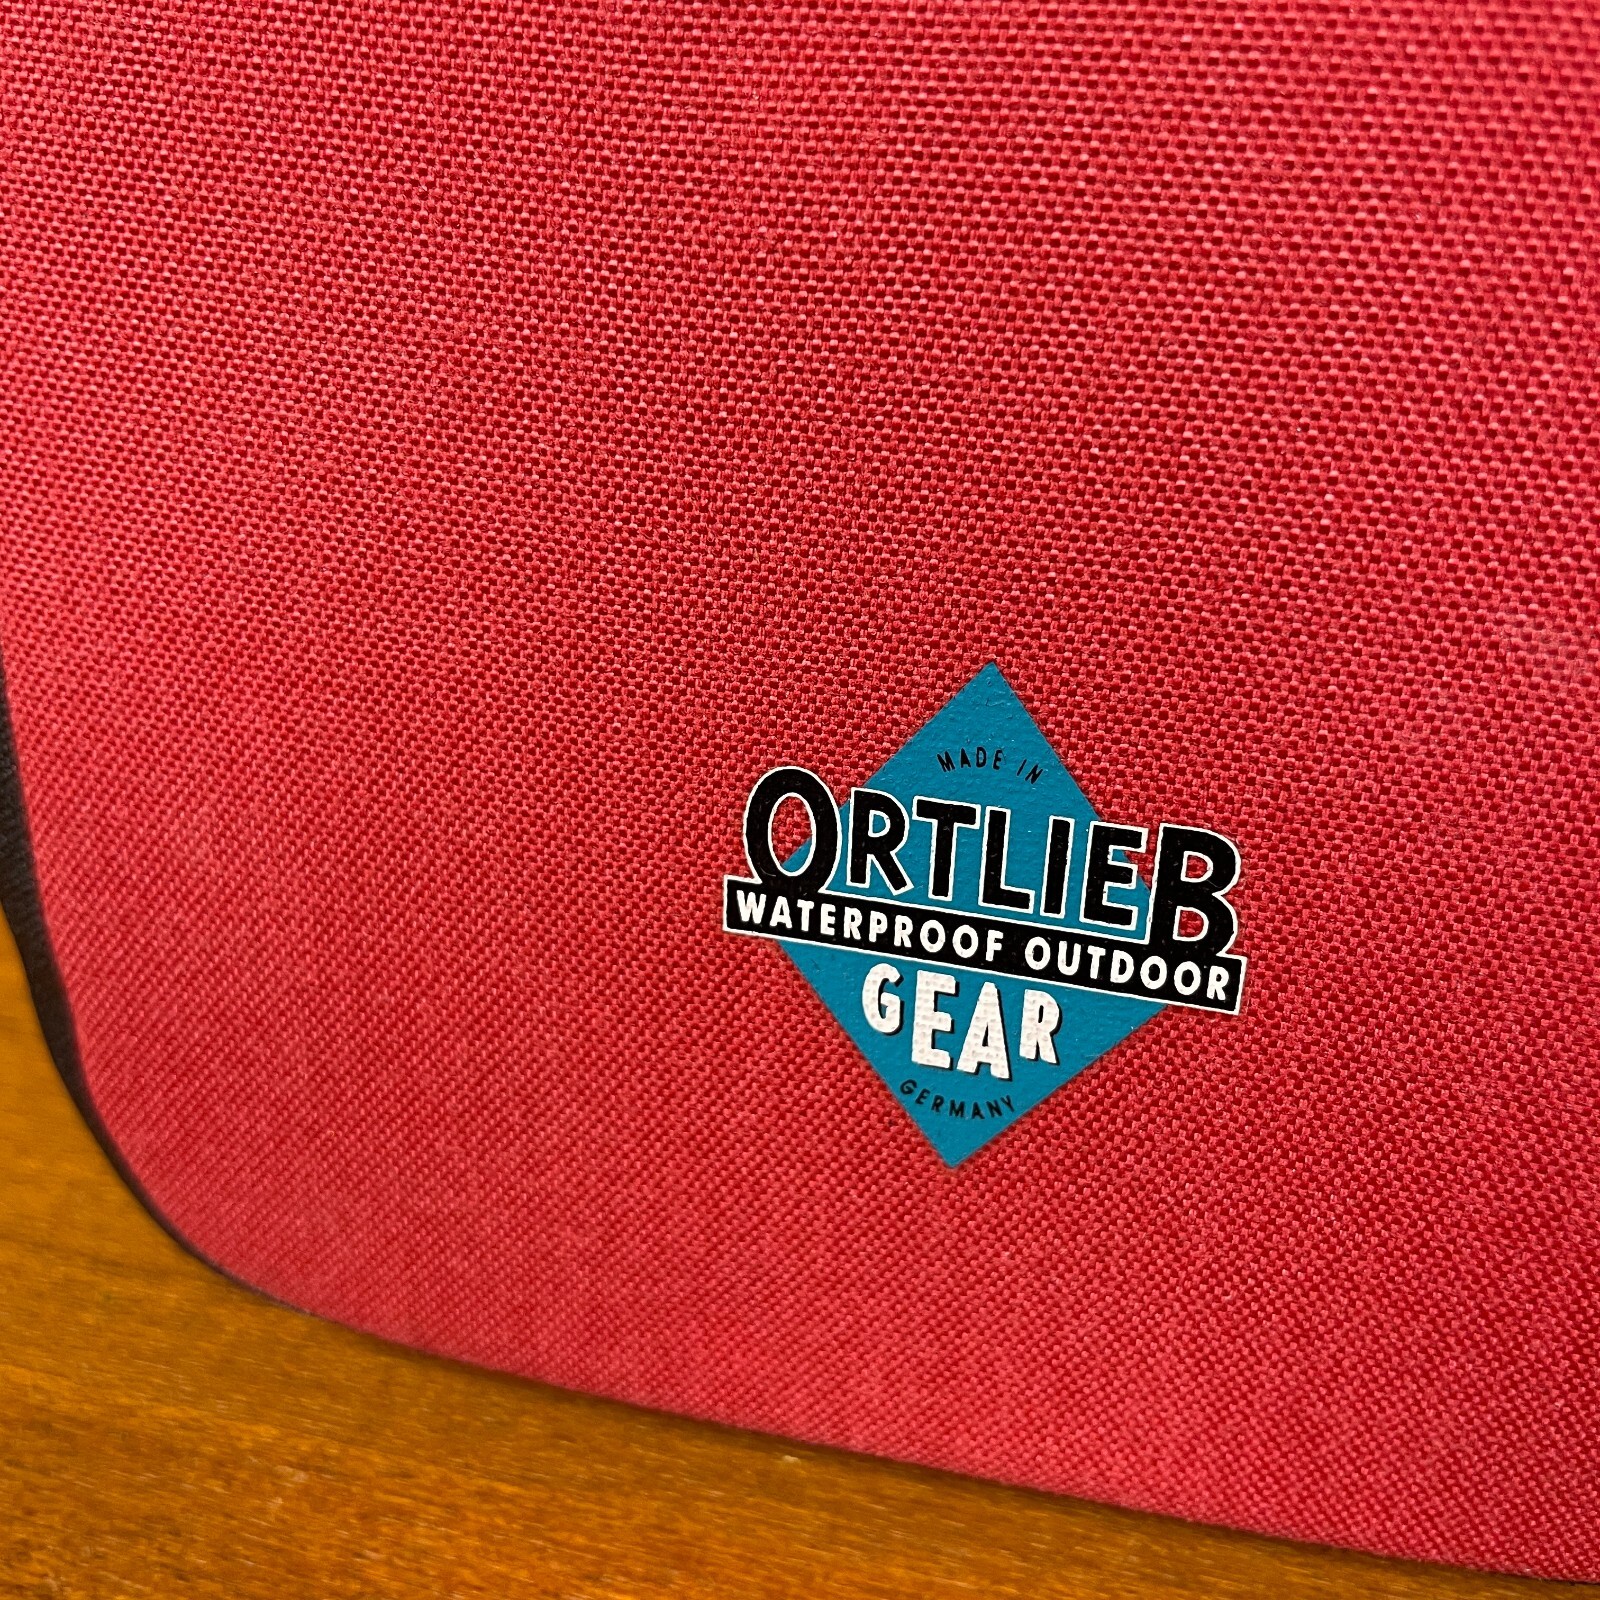 MADE IN
ORTLIEB
WATERPROOF OUTDOOR
GEAR
GERMANY